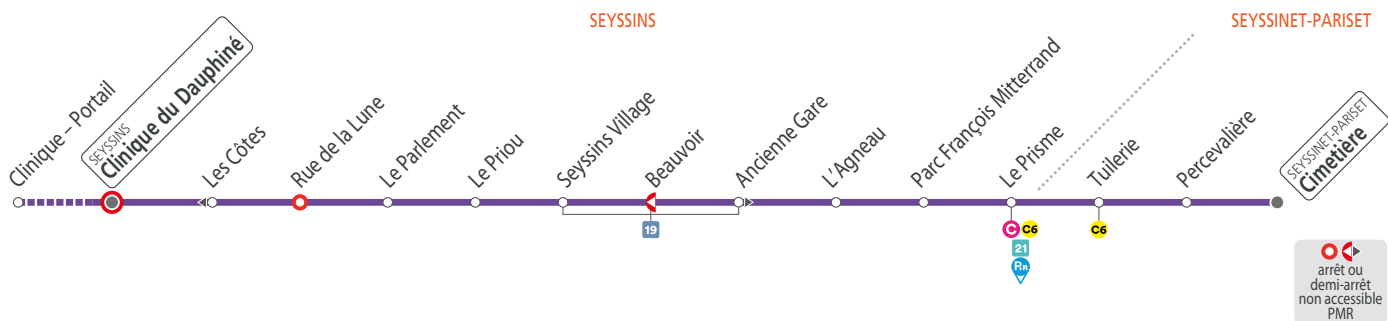 SEYSSINS
SEYSSINET-PARISET
Clinique – Portail
SEYSSINS
Clinique du Dauphiné
Les Côtes
Rue de la Lune
Le Parlement
Le Priou
Seyssins Village
Beauvoir
Ancienne Gare
L'Agneau
Parc François Mitterrand
Le Prisme
Tuilerie
Percevalière
SEYSSINET-PARISET
Cimetière
19
C C6
21
P+R
C6
arrêt ou
demi-arrêt
non accessible
PMR